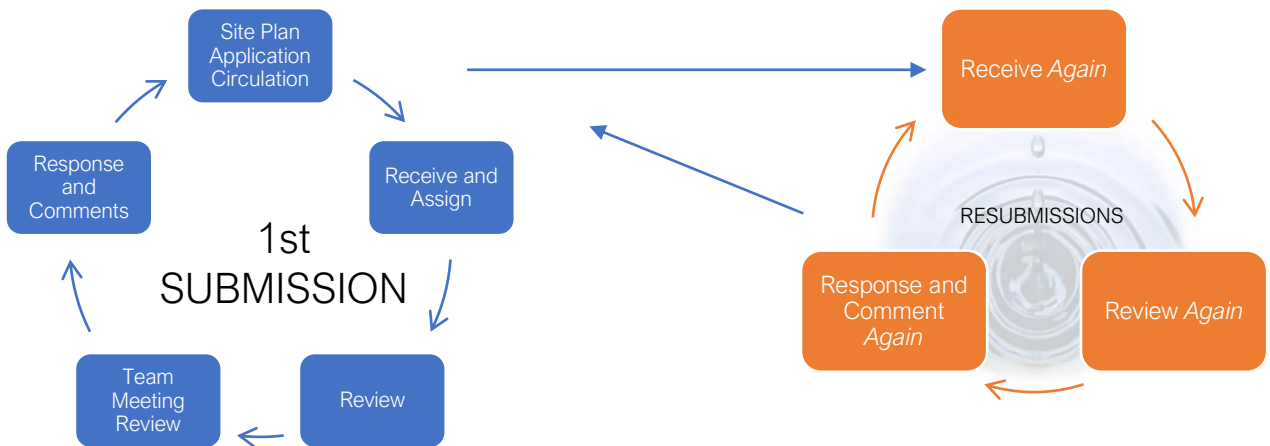 Site Plan
Application
Circulation
Receive and
Assign
Review
Team
Meeting
Review
Response
and
Comments
1st
SUBMISSION
Receive Again
Review Again
Response and
Comment
Again
RESUBMISSIONS